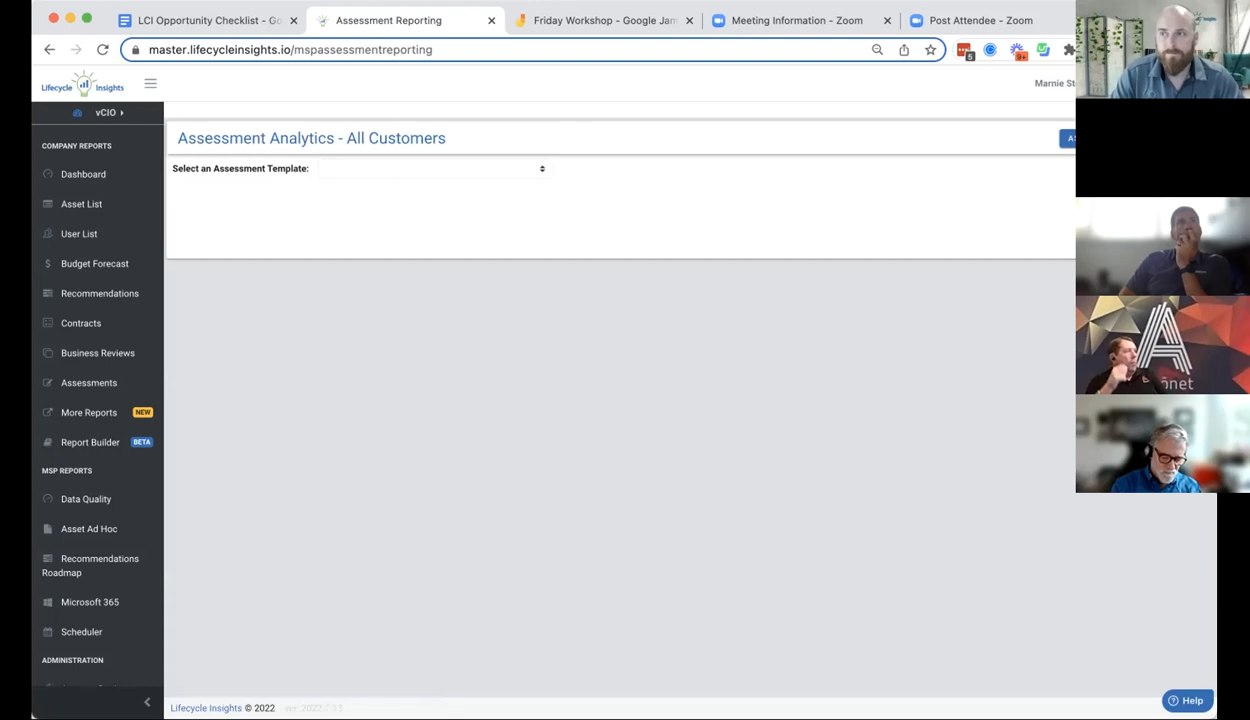 LCI Opportunity Checklist - Go
Assessment Reporting
Friday Workshop - Google Jam
Meeting Information - Zoom
Post Attendee - Zoom
master.lifecycleinsights.io/mspassessmentreporting
5
9+
Lifecycle Insights
Marnie St
vCIO
Assessment Analytics - All Customers
COMPANY REPORTS
Select an Assessment Template:
Dashboard
Asset List
User List
Budget Forecast
Recommendations
Contracts
Business Reviews
Assessments
More Reports NEW
Report Builder BETA
MSP REPORTS
Data Quality
Asset Ad Hoc
Recommendations
Roadmap
Microsoft 365
Scheduler
ADMINISTRATION
Lifecycle Insights © 2022
Help